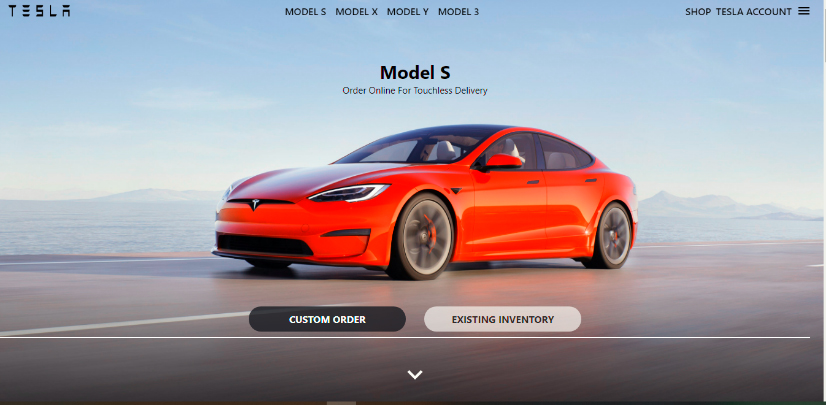 TESLA
MODEL S MODEL X MODEL Y MODEL 3
SHOP TESLA ACCOUNT
Model S
Order Online For Touchless Delivery
CUSTOM ORDER
EXISTING INVENTORY